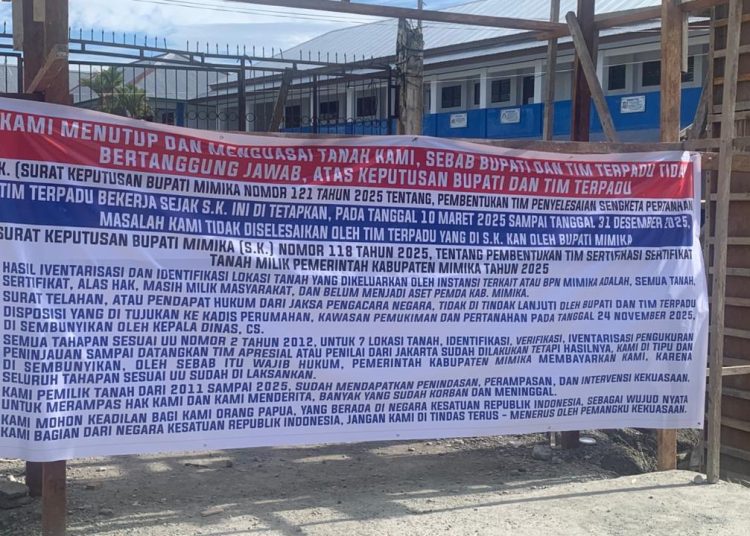 KAMI MENUTUP DAN MENGUASAI TANAH KAMI, SEBAB BUPATI DAN TIM TERPADU TIDA
BERTANGGUNG JAWAB, ATAS KEPUTUSAN BUPATI DAN TIM TERPADU
K. (SURAT KEPUTUSAN BUPATI MIMIKA NOMOR 121 TAHUN 2025 TENTANG, PEMBENTUKAN TIM PENYELESAIAN SENGKETA PERTANAHAN
TIM TERPADU BEKERJA SEJAK S.K. INI DI TETAPKAN, PADA TANGGAL 10 MARET 2025 SAMPAI TANGGAL 31 DESEMBER 2025,
MASALAH KAMI TIDAK DISELESAIKAN OLEH TIM TERPADU YANG DI S.K. KAN OLEH BUPATI MIMIKA
SURAT KEPUTUSAN BUPATI MIMIKA (S.K.) NOMOR 118 TAHUN 2025, TENTANG PEMBENTUKAN TIM SERTIFIKASI SERTIFIKAT
TANAH MILIK PEMERINTAH KABUPATEN MIMIKA TAHUN 2025
HASIL IVENTARISASI DAN IDENTIFIKASI LOKASI TANAH YANG DIKELUARKAN OLEH INSTANSI TERKAIT ATAU BPN MIMIKA ADALAH, SEMUA TANAH,
SERTIFIKAT, ALAS HAK, MASIH MILIK MASYARAKAT, DAN BELUM MENJADI ASET PEMDA KAB. MIMIKA.
SURAT TELAHAN, ATAU PENDAPAT HUKUM DARI JAKSA PENGACARA NEGARA, TIDAK DI TINDAK LANJUTI OLEH BUPATI DAN TIM TERPADU
DISPOSISI YANG DI TUJUKAN KE KADIS PERUMAHAN, KAWASAN PEMUKIMAN DAN PERTANAHAN PADA TANGGAL 24 NOVEMBER 2025,
DI SEMBUNYIKAN OLEH KEPALA DINAS, CS.
SEMUA TAHAPAN SESUAI UU NOMOR 2 TAHUN 2012, UNTUK 7 LOKASI TANAH, IDENTIFIKASI, VERIFIKASI, IVENTARISASI PENGUKURAN
PENINJAUAN SAMPAI DATANGKAN TIM APRESIAL ATAU PENILAI DARI JAKARTA SUDAH DILAKUKAN TETAPI HASILNYA, KAMI DI TIPU DAN
DI SEMBUNYIKAN, OLEH SEBAB ITU WAJIB HUKUM, PEMERINTAH KABUPATEN MIMIKA MEMBAYARKAN KAMI, KARENA
SELURUH TAHAPAN SESUAI UU SUDAH DI LAKSANKAN.
KAMI PEMILIK TANAH DARI 2011 SAMPAI 2025, SUDAH MENDAPATKAN PENINDASAN, PERAMPASAN, DAN INTERVENSI KEKUASAAN.
UNTUK MERAMPAS HAK KAMI DAN KAMI MENDERITA, BANYAK YANG SUDAH KORBAN DAN MENINGGAL.
KAMI MOHON KEADILAN BAGI KAMI ORANG PAPUA, YANG BERADA DI NEGARA KESATUAN REPUBLIK INDONESIA, SEBAGAI WUJUD NYATA
KAMI BAGIAN DARI NEGARA KESATUAN REPUBLIK INDONESIA, JANGAN KAMI DI TINDAS TERUS - MENERUS OLEH PEMANGKU KEKUASAAN.